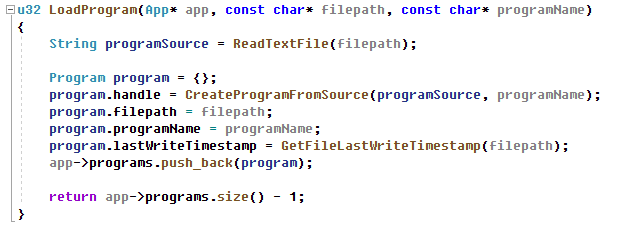 u32 LoadProgram(App* app, const char* filepath, const char* programName)
{
    String programSource = ReadTextFile(filepath);

    Program program = {};
    program.handle = CreateProgramFromSource(programSource, programName);
    program.filepath = filepath;
    program.programName = programName;
    program.lastWriteTimestamp = GetFileLastWriteTimestamp(filepath);
    app->programs.push_back(program);

    return app->programs.size() - 1;
}